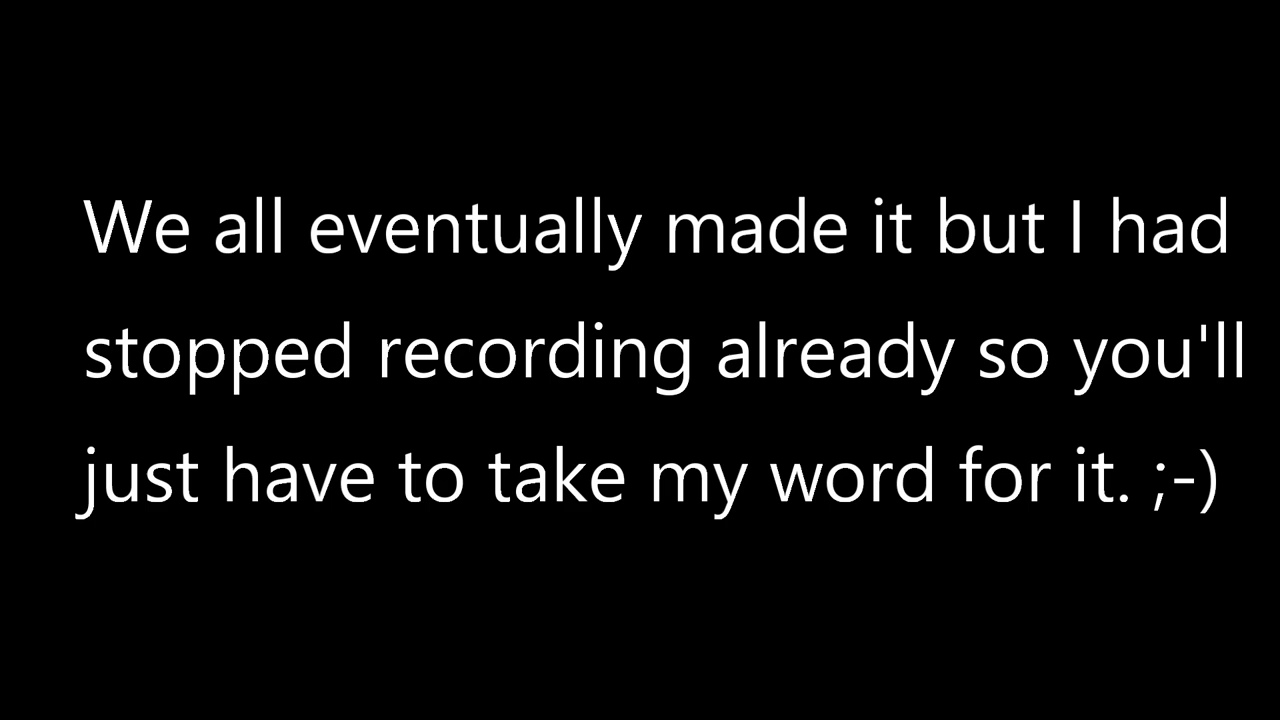 We all eventually made it but I had
stopped recording already so you'll
just have to take my word for it. ;-)